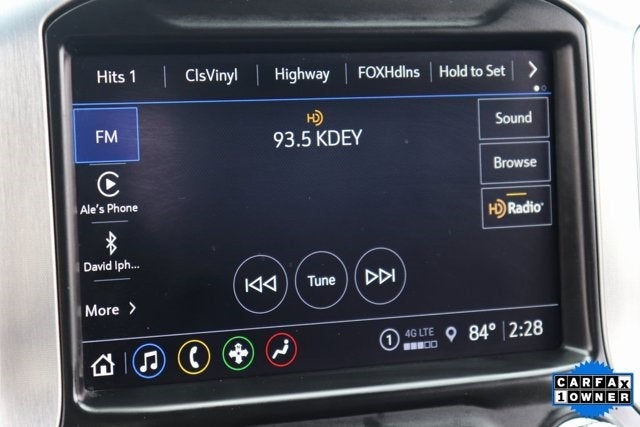 Hits 1 ClsVinyl Highway FOXHdlns Hold to Set
FM
HD
93.5 KDEY
Sound
Browse
HD Radio
Ale's Phone
David Iph...
Tune
More
1 4G LTE 84° 2:28
CARFAX
1 OWNER